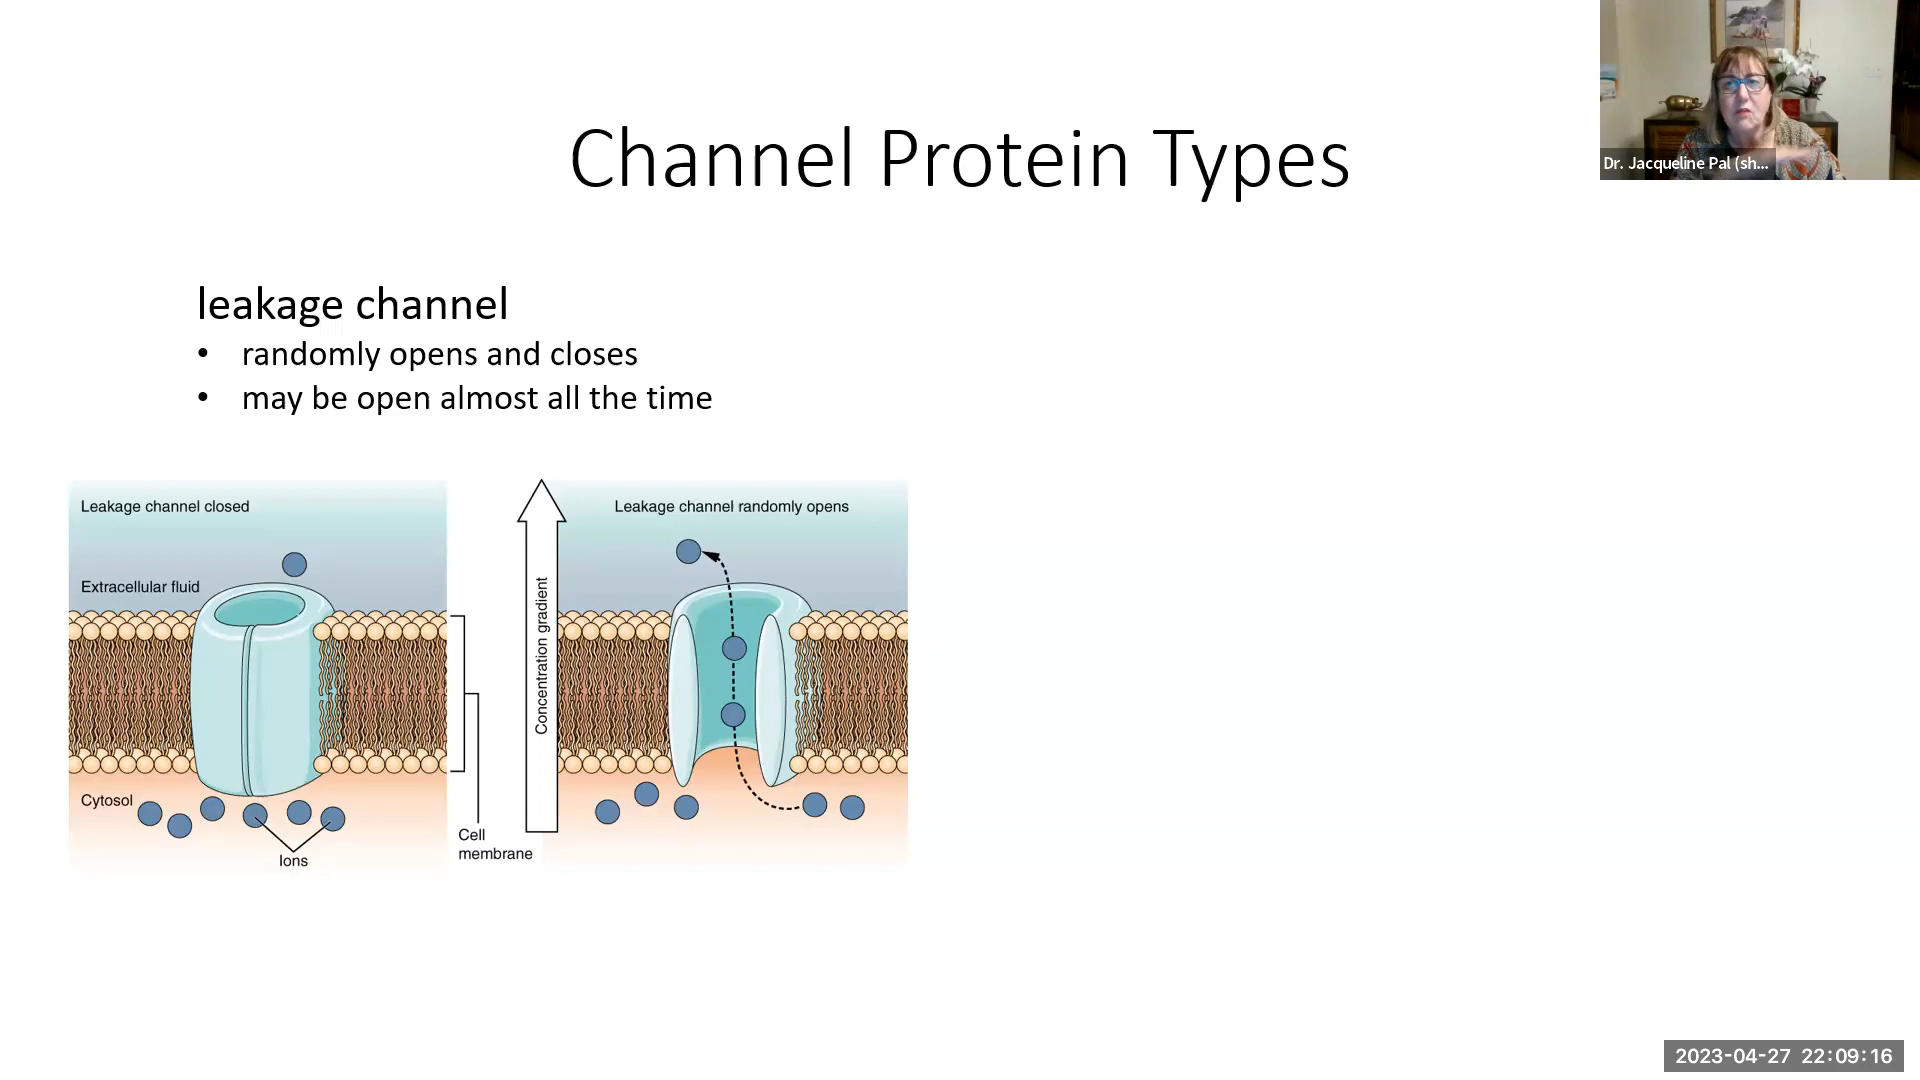 Channel Protein Types
Dr. Jacqueline Pal (sh...
leakage channel
• randomly opens and closes
• may be open almost all the time
Leakage channel closed
Extracellular fluid
Cytosol
Ions
Cell
membrane
Concentration gradient
Leakage channel randomly opens
2023-04-27 22:09:16